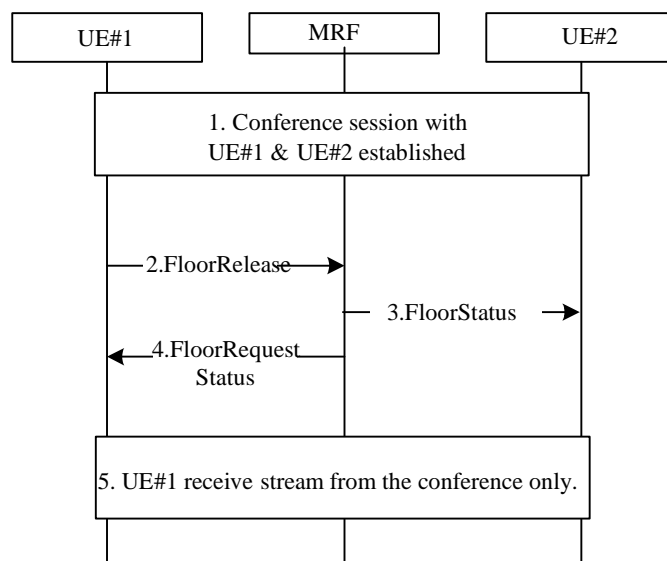 UE#1
MRF
UE#2
1. Conference session with
UE#1 & UE#2 established
2.FloorRelease
3.FloorStatus
4.FloorRequest
Status
5. UE#1 receive stream from the conference only.